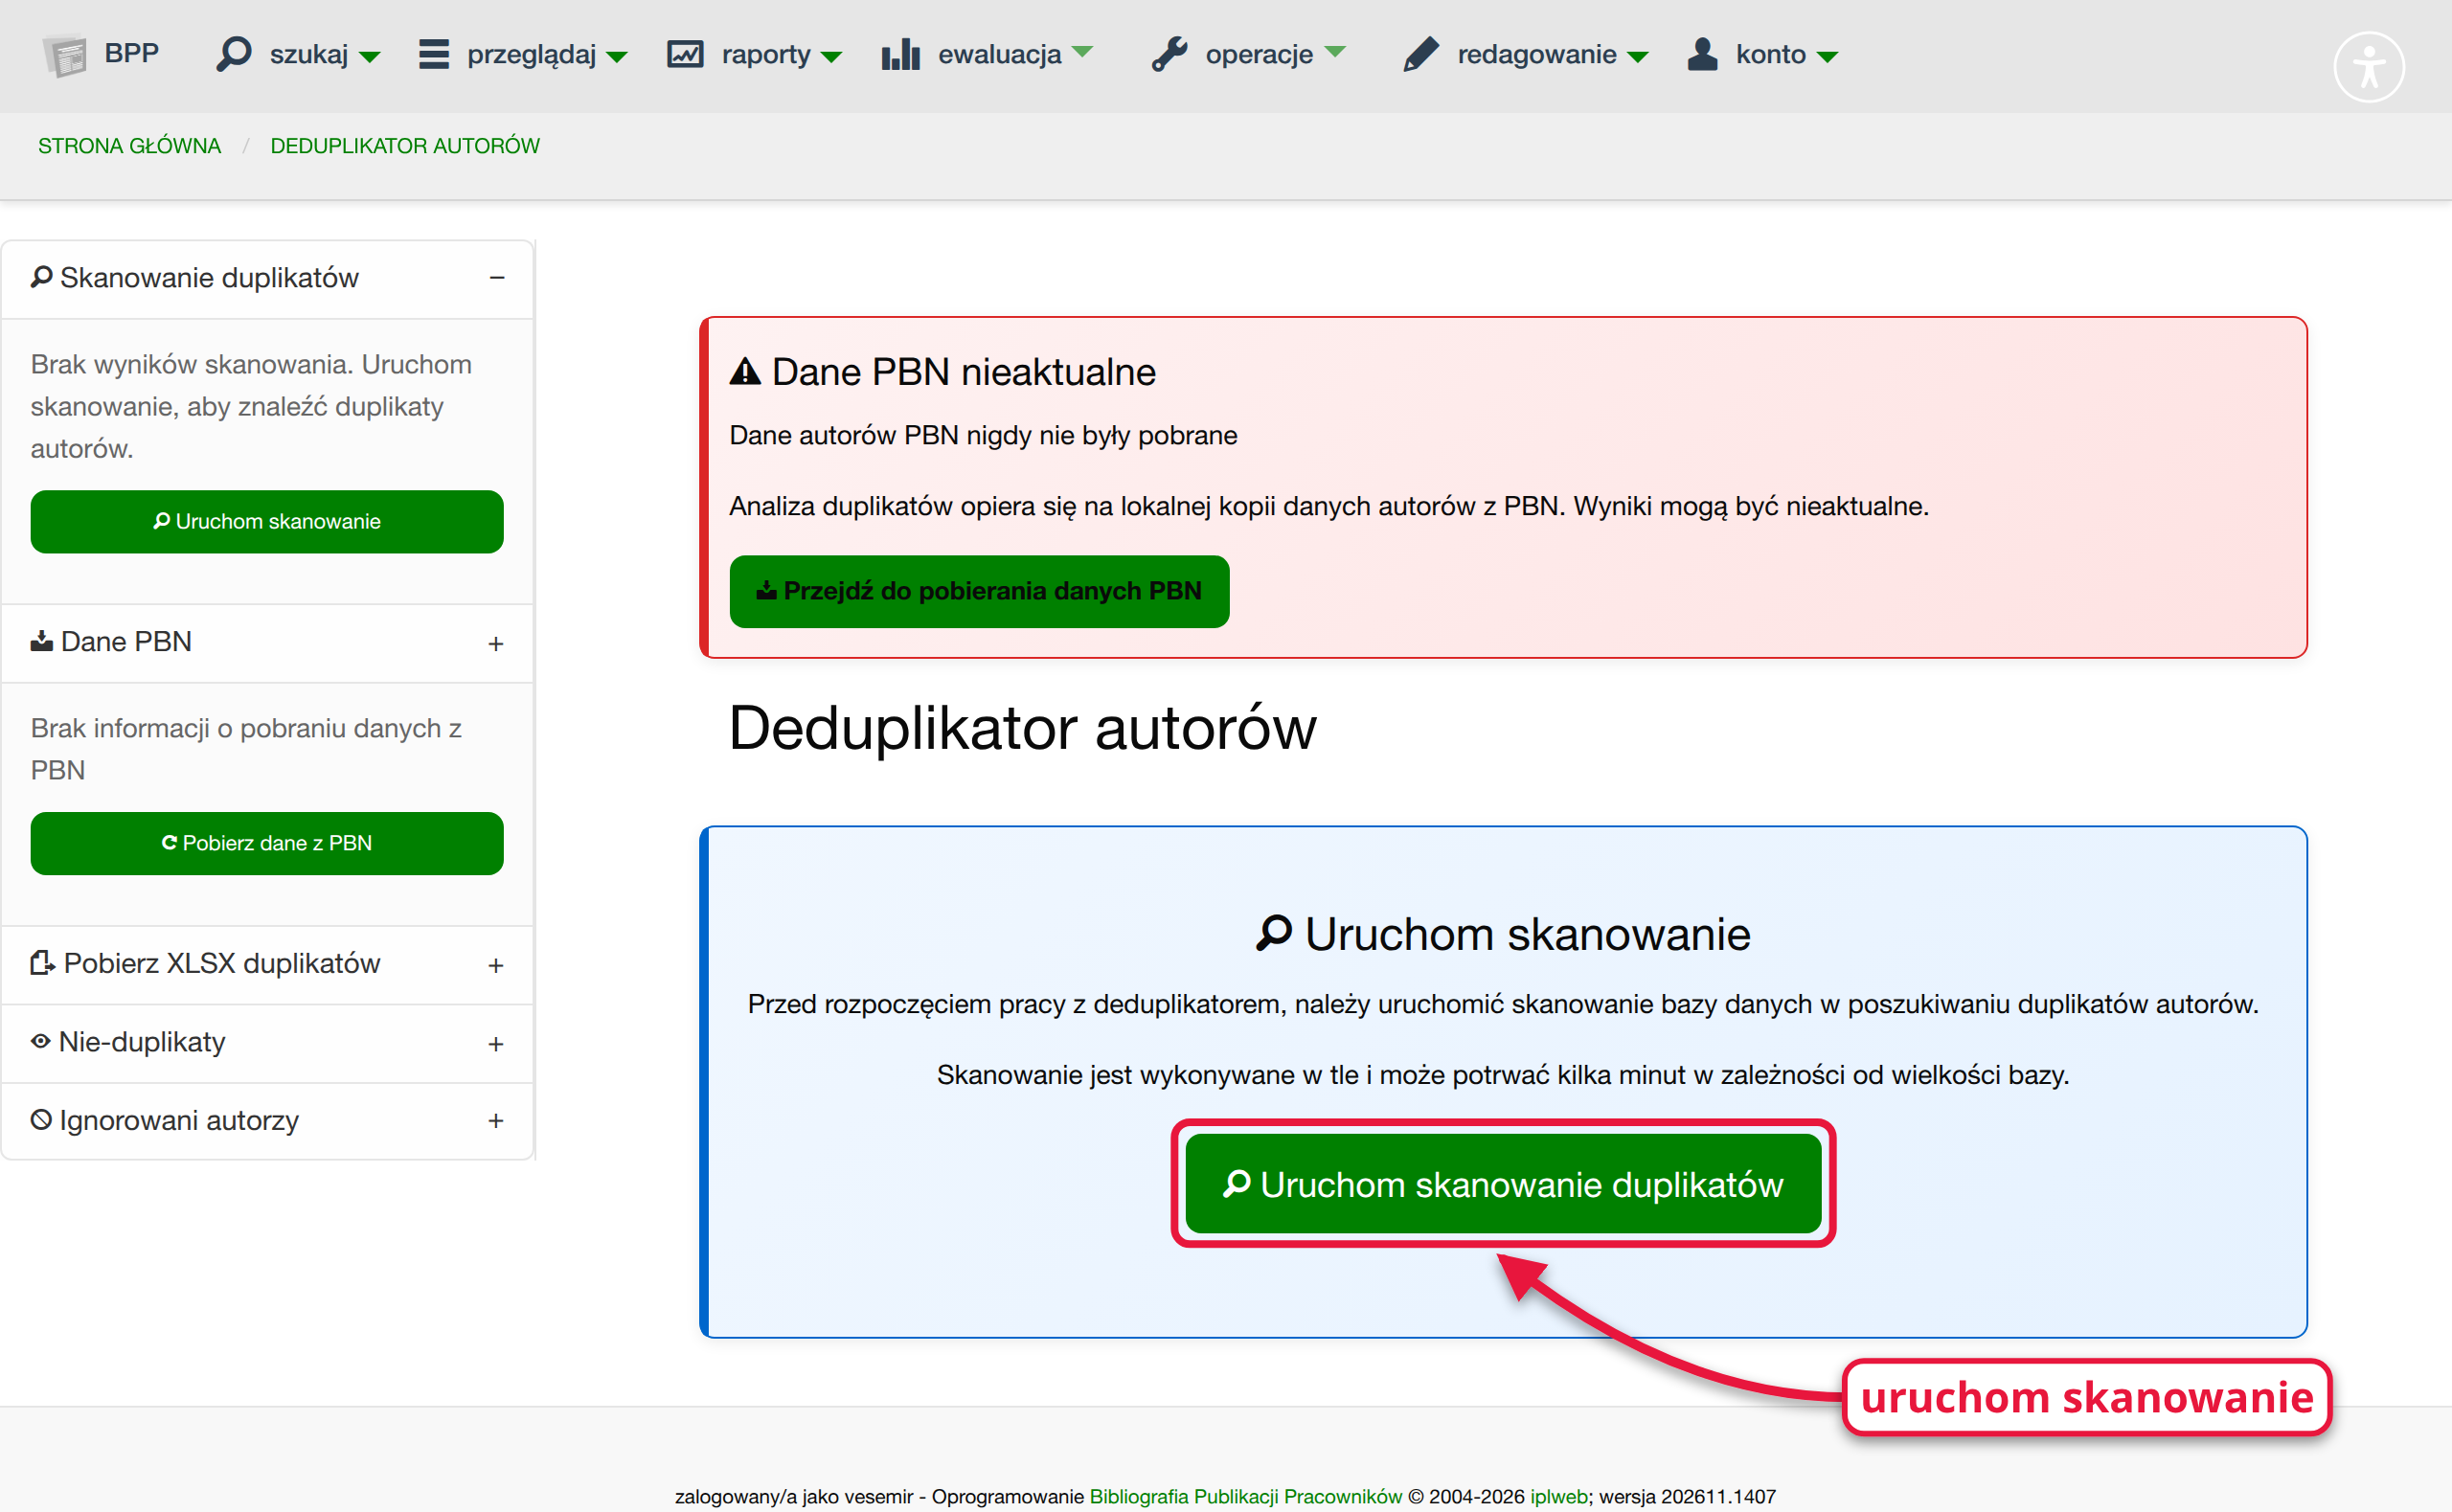 BPP szukaj przeglądaj raporty ewaluacja operacje redagowanie konto
STRONA GŁÓWNA / DEDUPLIKATOR AUTORÓW
Skanowanie duplikatów −
Brak wyników skanowania. Uruchom
skanowanie, aby znaleźć duplikaty
autorów.
Uruchom skanowanie
Dane PBN +
Brak informacji o pobraniu danych z
PBN
Pobierz dane z PBN
Pobierz XLSX duplikatów +
Nie-duplikaty +
Ignorowani autorzy +
Dane PBN nieaktualne
Dane autorów PBN nigdy nie były pobrane
Analiza duplikatów opiera się na lokalnej kopii danych autorów z PBN. Wyniki mogą być nieaktualne.
Przejdź do pobierania danych PBN
Deduplikator autorów
Uruchom skanowanie
Przed rozpoczęciem pracy z deduplikatorem, należy uruchomić skanowanie bazy danych w poszukiwaniu duplikatów autorów.
Skanowanie jest wykonywane w tle i może potrwać kilka minut w zależności od wielkości bazy.
Uruchom skanowanie duplikatów
uruchom skanowanie
zalogowany/a jako vesemir - Oprogramowanie Bibliografia Publikacji Pracowników © 2004-2026 iplweb; wersja 202611.1407